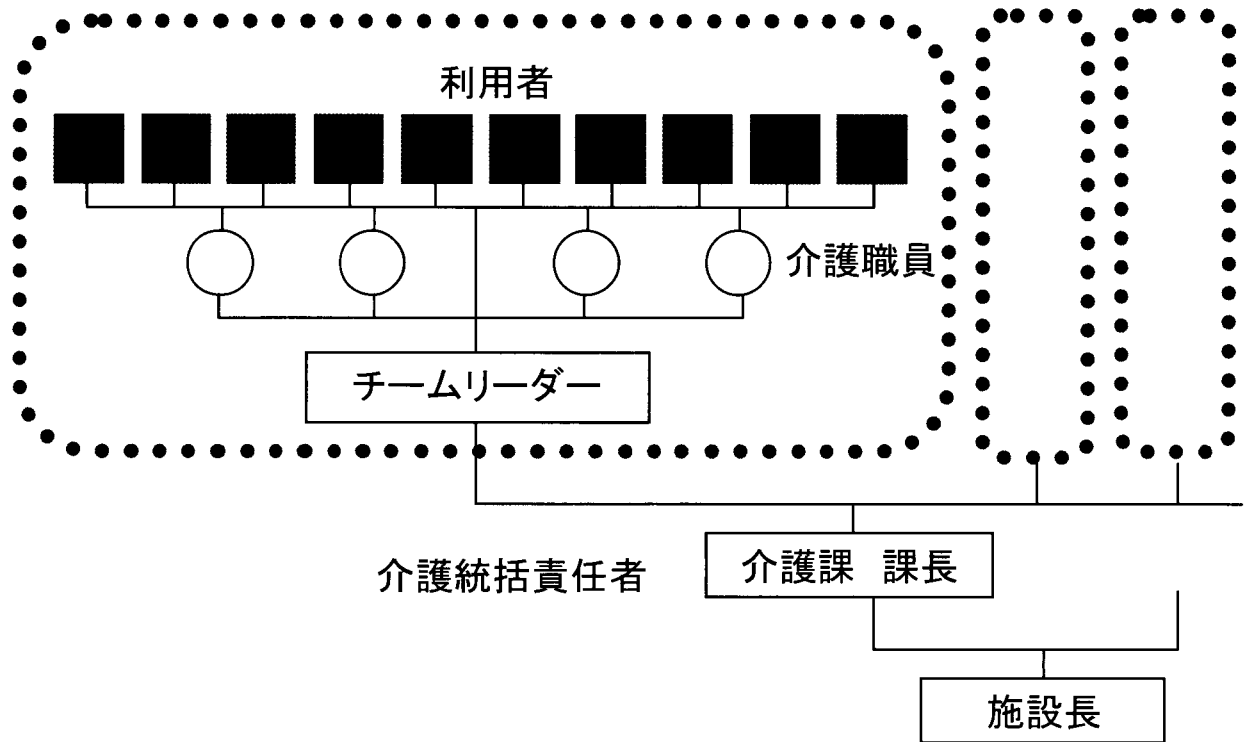 利用者
介護職員
チームリーダー
介護統括責任者
介護課 課長
施設長